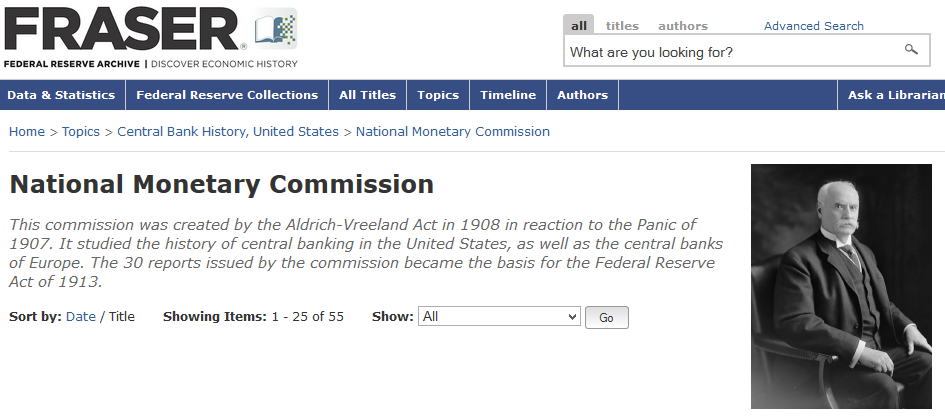 FRASER®
FEDERAL RESERVE ARCHIVE | DISCOVER ECONOMIC HISTORY
all titles authors Advanced Search
What are you looking for?
Data & Statistics Federal Reserve Collections All Titles Topics Timeline Authors Ask a Librarian
Home > Topics > Central Bank History, United States > National Monetary Commission
National Monetary Commission
This commission was created by the Aldrich-Vreeland Act in 1908 in reaction to the Panic of
1907. It studied the history of central banking in the United States, as well as the central banks
of Europe. The 30 reports issued by the commission became the basis for the Federal Reserve
Act of 1913.
Sort by: Date / Title Showing Items: 1 - 25 of 55 Show: All Go